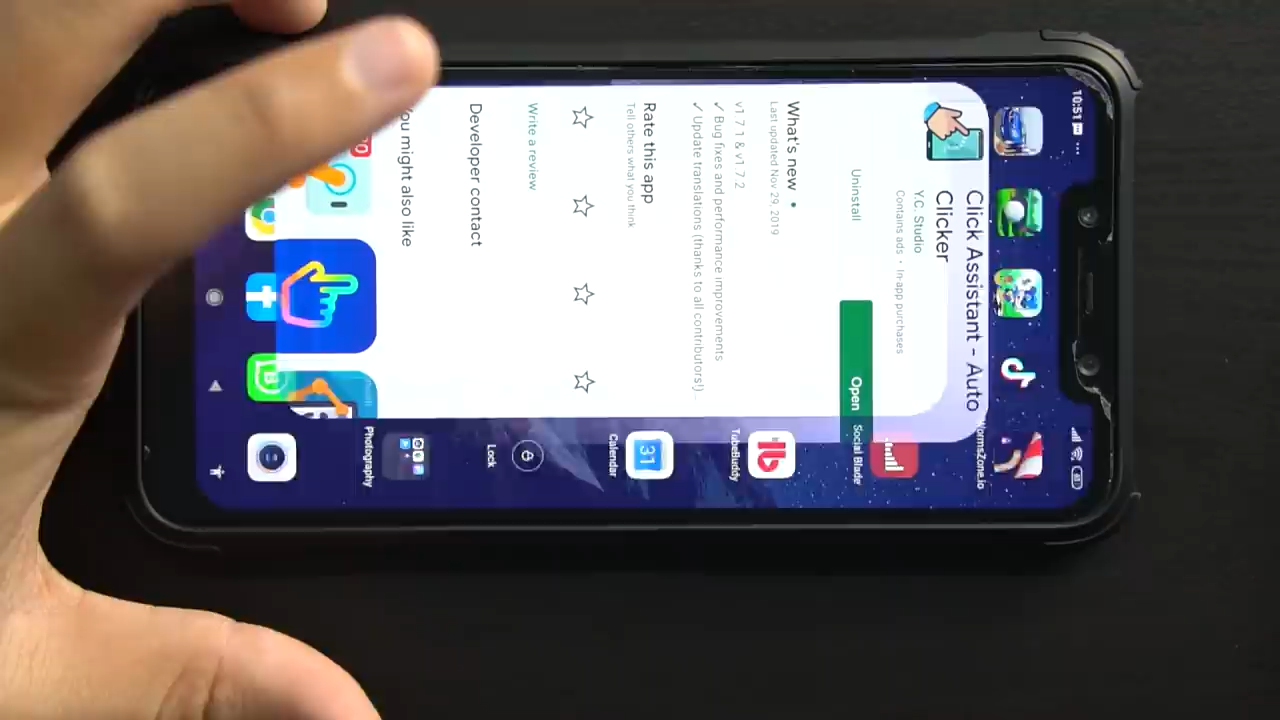 10:51
Click Assistant - Auto
Clicker
Y.C. Studio
Contains ads • In-app purchases
Uninstall
Open
What's new •
Last updated Nov 29, 2019
v1 7 1 & v1 7 2
✓ Bug fixes and performance improvements
✓ Update translations (thanks to all contributors!)
Rate this app
Tell others what you think
Write a review
Developer contact
ou might also like
WormsZone.io
Social Blade
TubeBuddy
31
Calendar
Lock
Photography